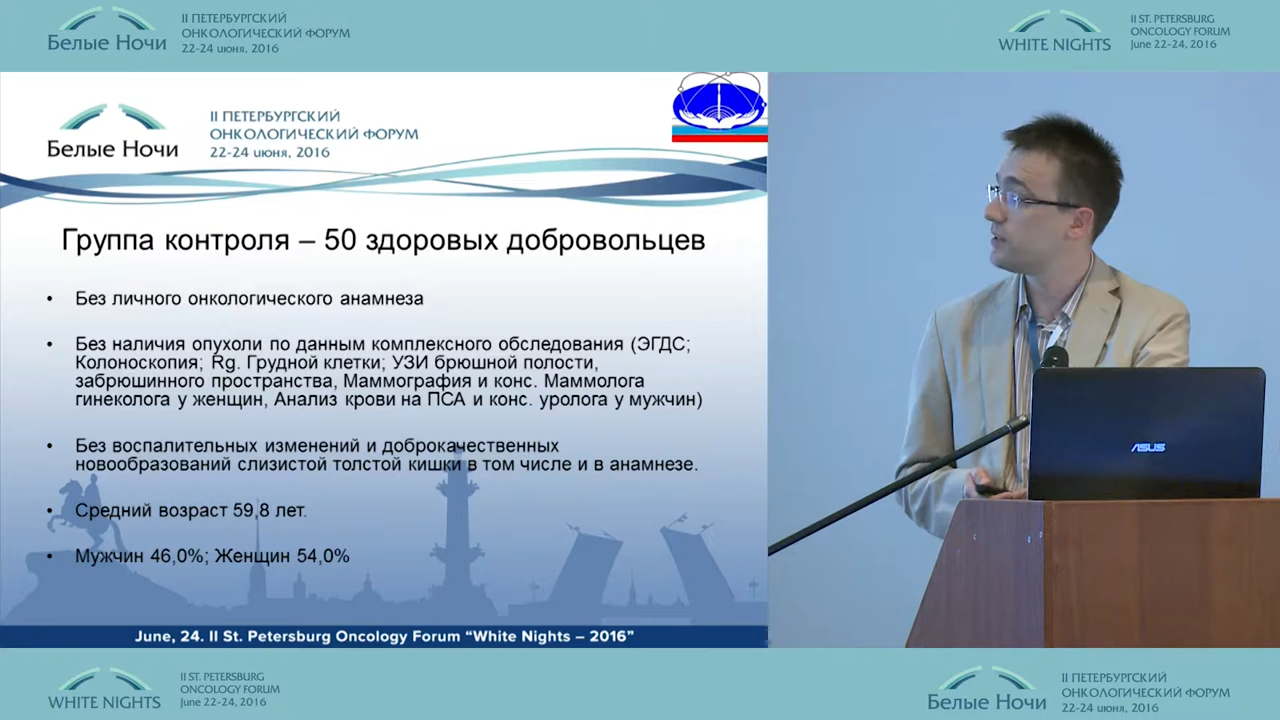 II ПЕТЕРБУРГСКИЙ
ОНКОЛОГИЧЕСКИЙ ФОРУМ
Белые Ночи
22-24 июня, 2016
II ST. PETERSBURG
ONCOLOGY FORUM
WHITE NIGHTS
June 22-24, 2016
II ПЕТЕРБУРГСКИЙ
ОНКОЛОГИЧЕСКИЙ ФОРУМ
Белые Ночи
22-24 июня, 2016
Группа контроля – 50 здоровых добровольцев
• Без личного онкологического анамнеза
• Без наличия опухоли по данным комплексного обследования (ЭГДС;
Колоноскопия; Rg. Грудной клетки; УЗИ брюшной полости,
забрюшинного пространства, Маммография и конс. Маммолога
гинеколога у женщин, Анализ крови на ПСА и конс. уролога у мужчин)
• Без воспалительных изменений и доброкачественных
новообразований слизистой толстой кишки в том числе и в анамнезе.
• Средний возраст 59,8 лет.
• Мужчин 46,0%; Женщин 54,0%
June, 24. II St. Petersburg Oncology Forum “White Nights – 2016”
ASUS
II ST. PETERSBURG
ONCOLOGY FORUM
WHITE NIGHTS
June 22-24, 2016
II ПЕТЕРБУРГСКИЙ
ОНКОЛОГИЧЕСКИЙ ФОРУМ
Белые Ночи
22-24 июня, 2016